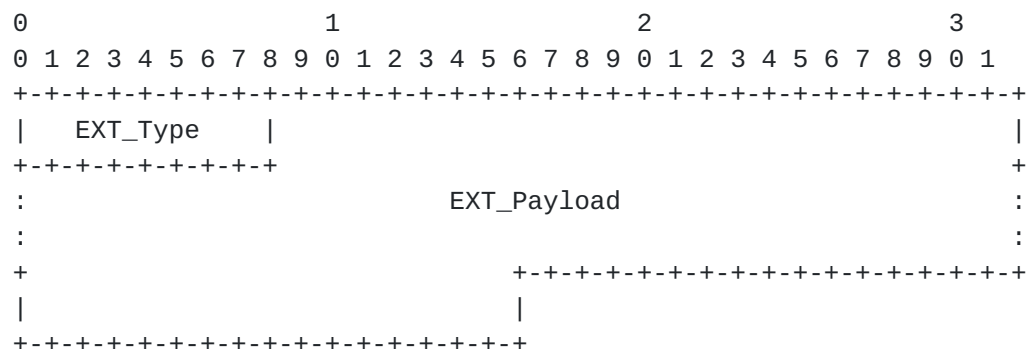 0                   1                   2                   3
0 1 2 3 4 5 6 7 8 9 0 1 2 3 4 5 6 7 8 9 0 1 2 3 4 5 6 7 8 9 0 1
+-+-+-+-+-+-+-+-+-+-+-+-+-+-+-+-+-+-+-+-+-+-+-+-+-+-+-+-+-+-+-+-+
|   EXT_Type    |                                               |
+-+-+-+-+-+-+-+-+                                               +
:                           EXT_Payload                         :
:                                                               :
+                               +-+-+-+-+-+-+-+-+-+-+-+-+-+-+-+-+
|                               |
+-+-+-+-+-+-+-+-+-+-+-+-+-+-+-+-+